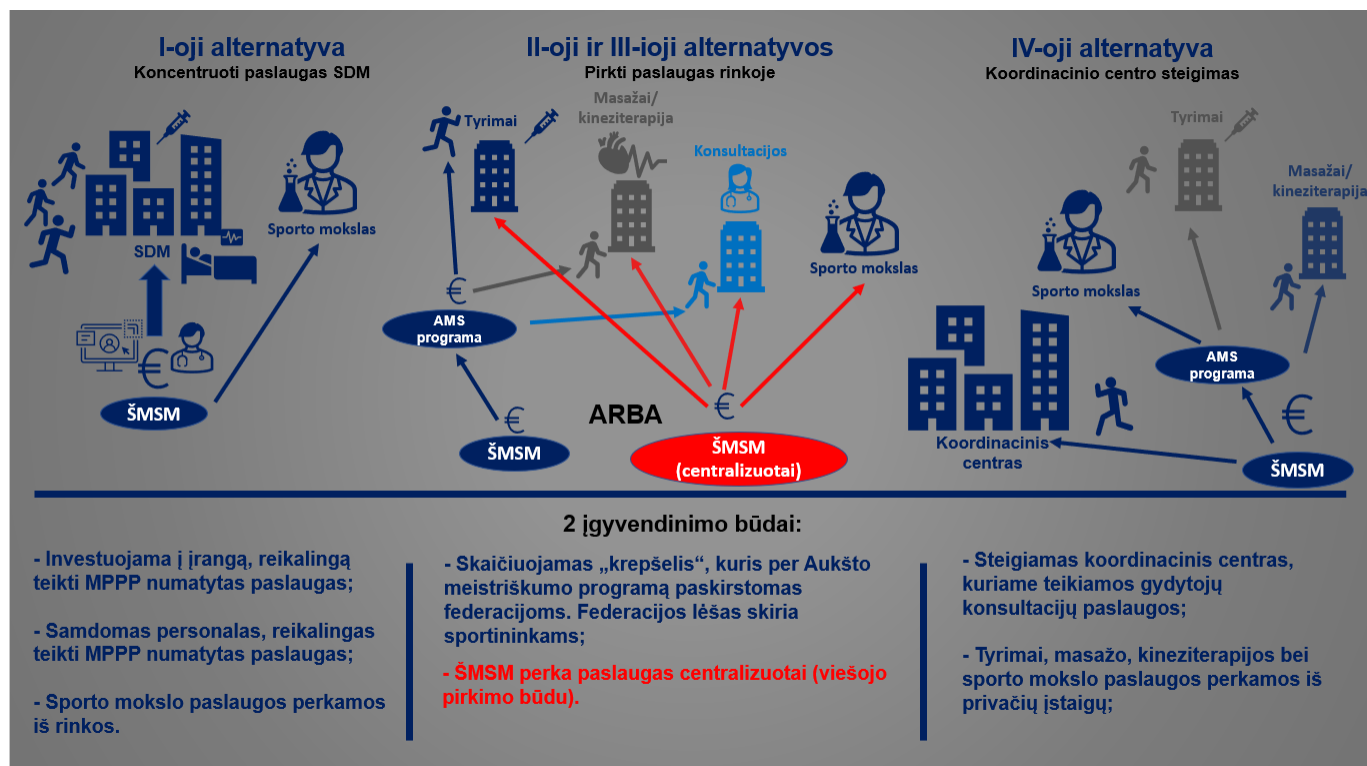 I-oji alternatyva
Koncentruoti paslaugas SDM
SDM
Sporto mokslas
€
ŠMSM
II-oji ir III-ioji alternatyvos
Pirkti paslaugas rinkoje
Tyrimai
Masažai/
kineziterapija
Konsultacijos
Sporto mokslas
€
AMS
programa
€
ŠMSM
ARBA
€
ŠMSM
(centralizuotai)
IV-oji alternatyva
Koordinacinio centro steigimas
Tyrimai
Masažai/
kineziterapija
Sporto mokslas
AMS
programa
€
Koordinacinis
centras
ŠMSM
2 įgyvendinimo būdai:
- Investuojama į įrangą, reikalingą
teikti MPPP numatytas paslaugas;
- Samdomas personalas, reikalingas
teikti MPPP numatytas paslaugas;
- Sporto mokslo paslaugos perkamos
iš rinkos.
- Skaičiuojamas „krepšelis“, kuris per Aukšto
meistriškumo programą paskirstomas
federacijoms. Federacijos lėšas skiria
sportininkams;
- ŠMSM perka paslaugas centralizuotai (viešojo
pirkimo būdu).
- Steigiamas koordinacinis centras,
kuriame teikiamos gydytojų
konsultacijų paslaugos;
- Tyrimai, masažo, kineziterapijos bei
sporto mokslo paslaugos perkamos iš
privačių įstaigų;